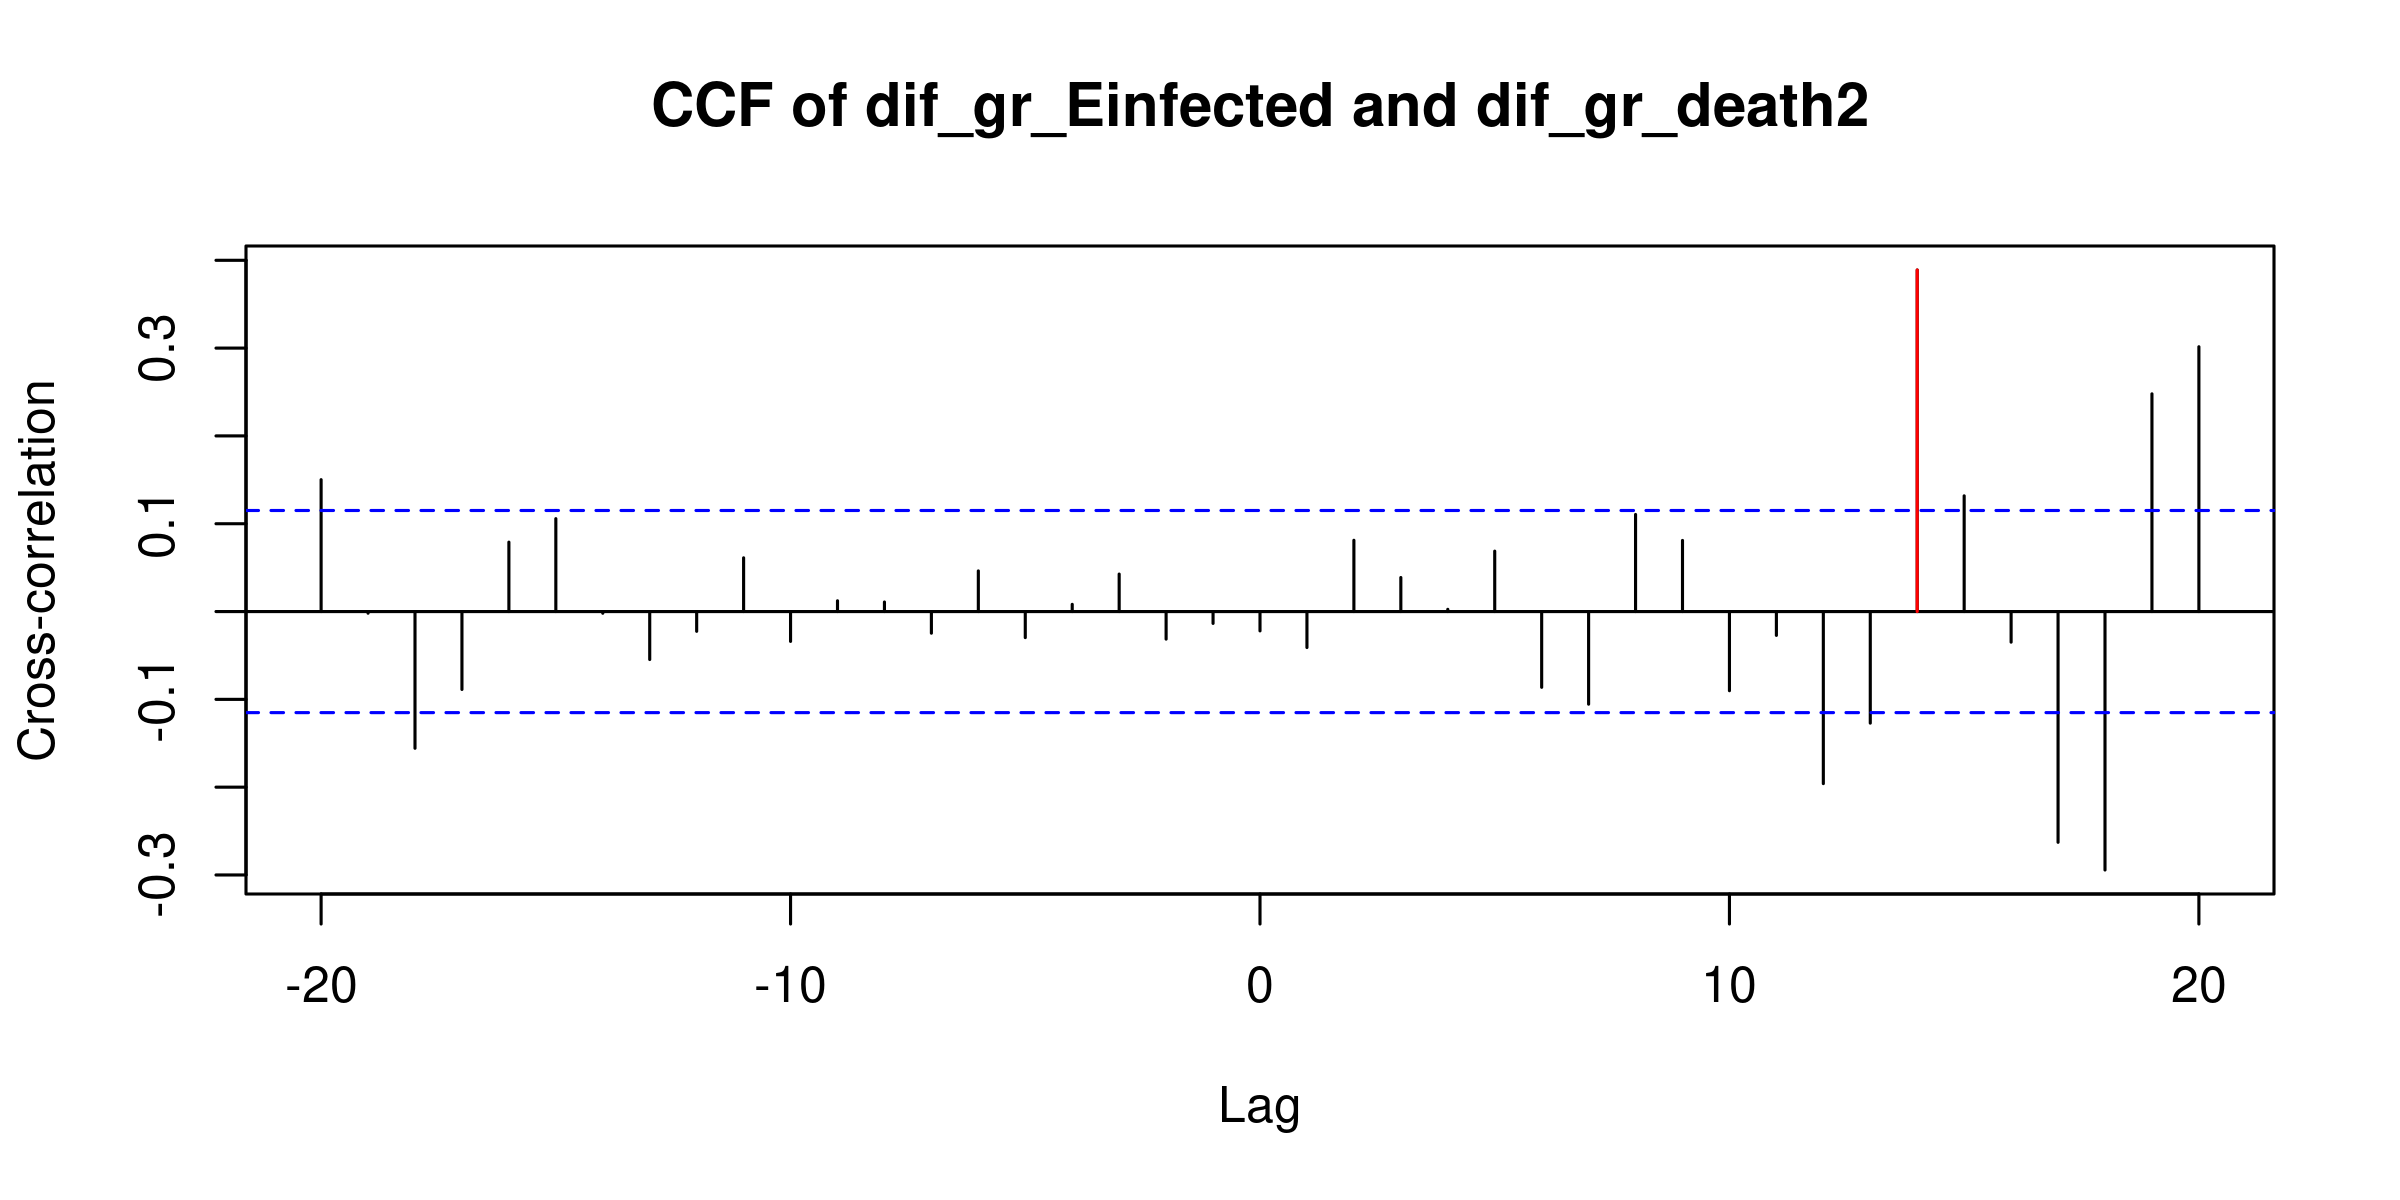 CCF of dif_gr_Einfected and dif_gr_death2
Cross-correlation
0.3
0.1
-0.1
-0.3
-20 -10 0 10 20
Lag